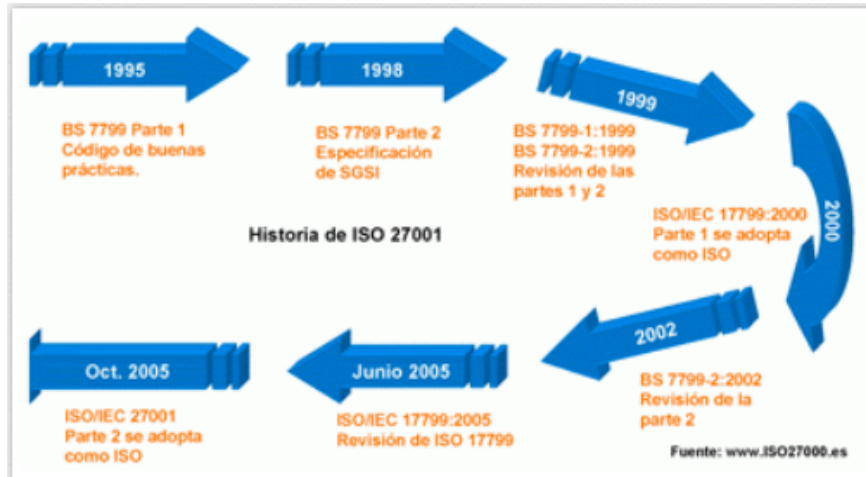 1995
BS 7799 Parte 1
Código de buenas
prácticas.
1998
BS 7799 Parte 2
Especificación
de SGSI
1999
BS 7799-1:1999
BS 7799-2:1999
Revisión de las
partes 1 y 2
2000
ISO/IEC 17799:2000
Parte 1 se adopta
como ISO
Historia de ISO 27001
2002
BS 7799-2:2002
Revisión de la
parte 2
Junio 2005
ISO/IEC 17799:2005
Revisión de ISO 17799
Oct. 2005
ISO/IEC 27001
Parte 2 se adopta
como ISO
Fuente: www.ISO27000.es